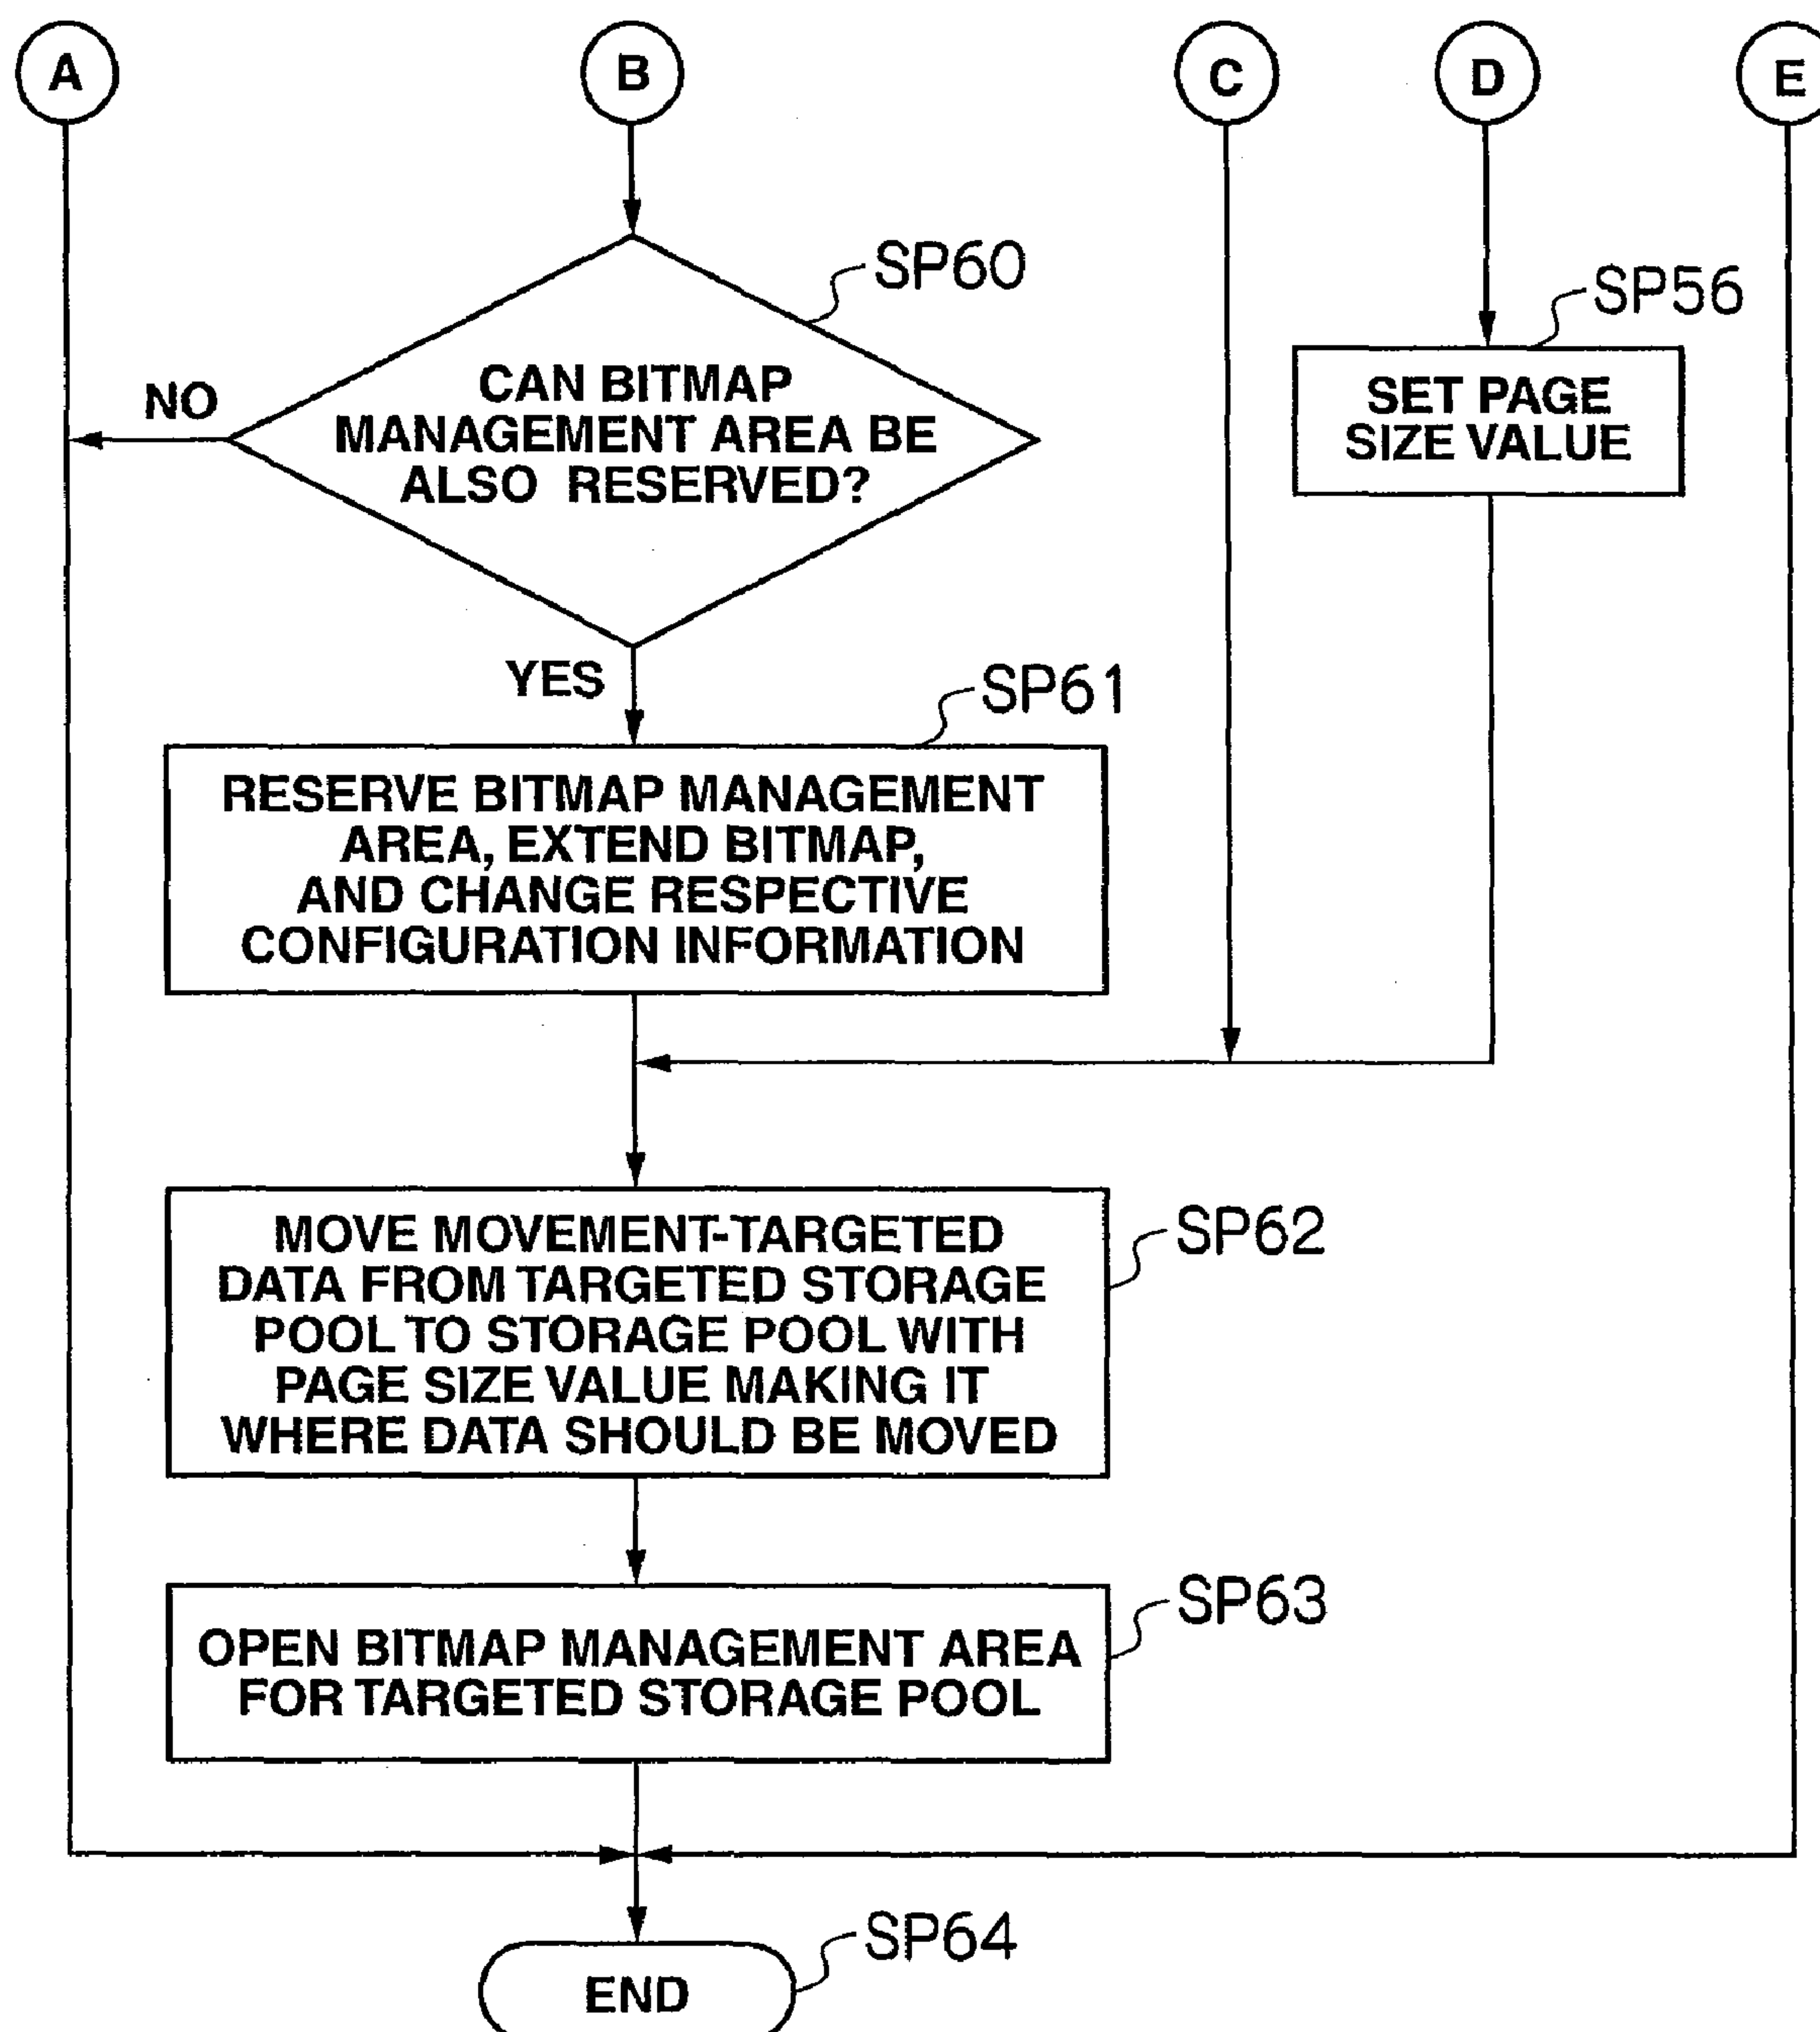 A
B
C
D
E
SP60
SP56
CAN BITMAP
MANAGEMENT AREA BE
ALSO RESERVED?
NO
SET PAGE
SIZE VALUE
YES
SP61
RESERVE BITMAP MANAGEMENT
AREA, EXTEND BITMAP,
AND CHANGE RESPECTIVE
CONFIGURATION INFORMATION
SP62
MOVE MOVEMENT-TARGETED
DATA FROM TARGETED STORAGE
POOL TO STORAGE POOL WITH
PAGE SIZE VALUE MAKING IT
WHERE DATA SHOULD BE MOVED
SP63
OPEN BITMAP MANAGEMENT AREA
FOR TARGETED STORAGE POOL
SP64
END